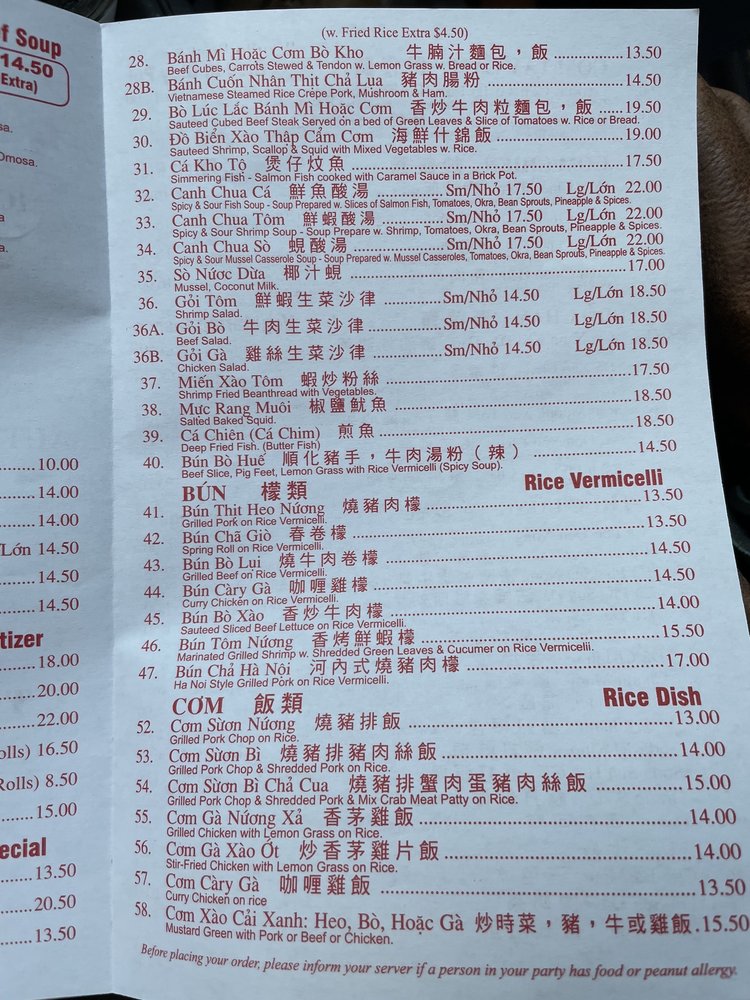 f Soup
14.50
Extra)
sa.
Omosa.
a
a.
10.00
14.00
14.00
/Lớn 14.50
14.50
14.50
tizer
18.00
20.00
22.00
olls) 16.50
Rolls) 8.50
15.00
ecial
13.50
20.50
13.50
(w. Fried Rice Extra $4.50)
28. Bánh Mì Hoặc Cơm Bò Kho 牛腩汁麵包，飯 13.50
Beef Cubes, Carrots Stewed & Tendon w. Lemon Grass w. Bread or Rice.
28B. Bánh Cuốn Nhân Thịt Chả Lua 豬肉腸粉 14.50
Vietnamese Steamed Rice Crépe Pork, Mushroom & Ham.
29. Bò Lúc Lắc Bánh Mì Hoặc Cơm 香炒牛肉粒麵包，飯 19.50
Sauteed Cubed Beef Steak Served on a bed of Green Leaves & Slice of Tomatoes w. Rice or Bread.
30. Đồ Biển Xào Thập Cẩm Cơm 海鮮什錦飯 19.00
Sauteed Shrimp, Scallop & Squid with Mixed Vegetables w. Rice.
31. Cá Kho Tộ 煲仔炆魚 17.50
Simmering Fish - Salmon Fish cooked with Caramel Sauce in a Brick Pot.
32. Canh Chua Cá 鮮魚酸湯 Sm/Nhỏ 17.50 Lg/Lớn 22.00
Spicy & Sour Fish Soup - Soup Prepared w. Slices of Salmon Fish, Tomatoes, Okra, Bean Sprouts, Pineapple & Spices.
33. Canh Chua Tôm 鮮蝦酸湯 Sm/Nhỏ 17.50 Lg/Lớn 22.00
Spicy & Sour Shrimp Soup - Soup Prepare w. Shrimp, Tomatoes, Okra, Bean Sprouts, Pineapple & Spices.
34. Canh Chua Sò 蜆酸湯 Sm/Nhỏ 17.50 Lg/Lớn 22.00
Spicy & Sour Mussel Casserole Soup - Soup Prepared w. Mussel Casseroles, Tomatoes, Okra, Bean Sprouts, Pineapple & Spices.
35. Sò Nước Dừa 椰汁蜆 17.00
Mussel, Coconut Milk.
36. Gỏi Tôm 鮮蝦生菜沙律 Sm/Nhỏ 14.50 Lg/Lớn 18.50
Shrimp Salad.
36A. Gỏi Bò 牛肉生菜沙律 Sm/Nhỏ 14.50 Lg/Lớn 18.50
Beef Salad.
36B. Gỏi Gà 雞絲生菜沙律 Sm/Nhỏ 14.50 Lg/Lớn 18.50
Chicken Salad.
37. Miến Xào Tôm 蝦炒粉絲 17.50
Shrimp Fried Beanthread with Vegetables.
38. Mực Rang Muôi 椒鹽魷魚 18.50
Salted Baked Squid.
39. Cá Chiên (Cá Chim) 煎魚 18.50
Deep Fried Fish. (Butter Fish)
40. Bún Bò Huế 順化豬手，牛肉湯粉（辣） 14.50
Beef Slice, Pig Feet, Lemon Grass with Rice Vermicelli (Spicy Soup).
BÚN 檬類 Rice Vermicelli
41. Bún Thịt Heo Nướng 燒豬肉檬 13.50
Grilled Pork on Rice Vermicelli.
42. Bún Chã Giò 春卷檬 13.50
Spring Roll on Rice Vermicelli.
43. Bún Bò Lụi 燒牛肉卷檬 14.50
Grilled Beef on Rice Vermicelli.
44. Bún Càry Gà 咖喱雞檬 14.50
Curry Chicken on Rice Vermicelli.
45. Bún Bò Xào 香炒牛肉檬 14.00
Sauteed Sliced Beef Lettuce on Rice Vermicelli.
46. Bún Tôm Nướng 香烤鮮蝦檬 15.50
Marinated Grilled Shrimp w. Shredded Green Leaves & Cucumer on Rice Vermicelli.
47. Bún Chả Hà Nôi 河內式燒豬肉檬 17.00
Ha Noi Style Grilled Pork on Rice Vermicelli.
CƠM 飯類 Rice Dish
52. Cơm Sườn Nướng 燒豬排飯 13.00
Grilled Pork Chop on Rice.
53. Cơm Sườn Bì 燒豬排豬肉絲飯 14.00
Grilled Pork Chop & Shredded Pork on Rice.
54. Cơm Sườn Bì Chả Cua 燒豬排蟹肉蛋豬肉絲飯 15.00
Grilled Pork Chop & Shredded Pork & Mix Crab Meat Patty on Rice.
55. Cơm Gà Nướng Xá 香茅雞飯 14.00
Grilled Chicken with Lemon Grass on Rice.
56. Cơm Gà Xào Ớt 炒香茅雞片飯 14.00
Stir-Fried Chicken with Lemon Grass on Rice.
57. Cơm Càry Gà 咖喱雞飯 13.50
Curry Chicken on rice
58. Cơm Xào Cải Xanh: Heo, Bò, Hoặc Gà 炒時菜，豬，牛或雞飯 15.50
Mustard Green with Pork or Beef or Chicken.
Before placing your order, please inform your server if a person in your party has food or peanut allergy.